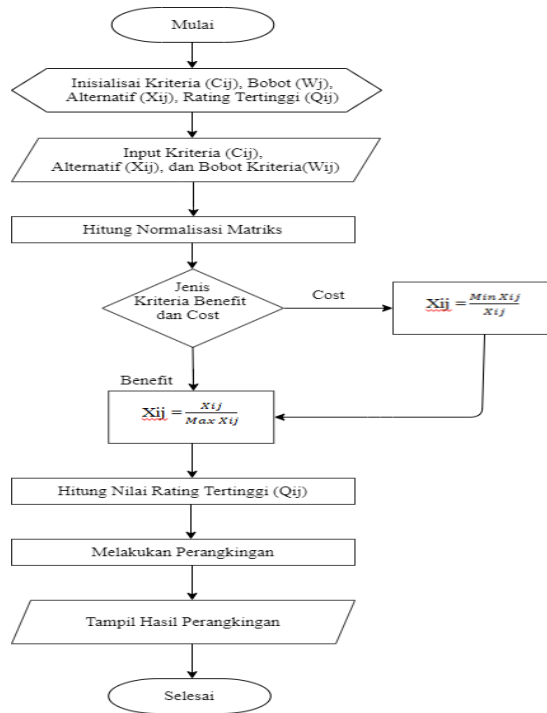 Mulai
Inisialisai Kriteria (Cij), Bobot (Wj),
Alternatif (Xij), Rating Tertinggi (Qij)
Input Kriteria (Cij),
Alternatif (Xij), dan Bobot Kriteria(Wij)
Hitung Normalisasi Matriks
Jenis
Kriteria Benefit
dan Cost
Cost
Xij = Min Xij / Xij
Benefit
Xij = Xij / Max Xij
Hitung Nilai Rating Tertinggi (Qij)
Melakukan Perangkingan
Tampil Hasil Perangkingan
Selesai